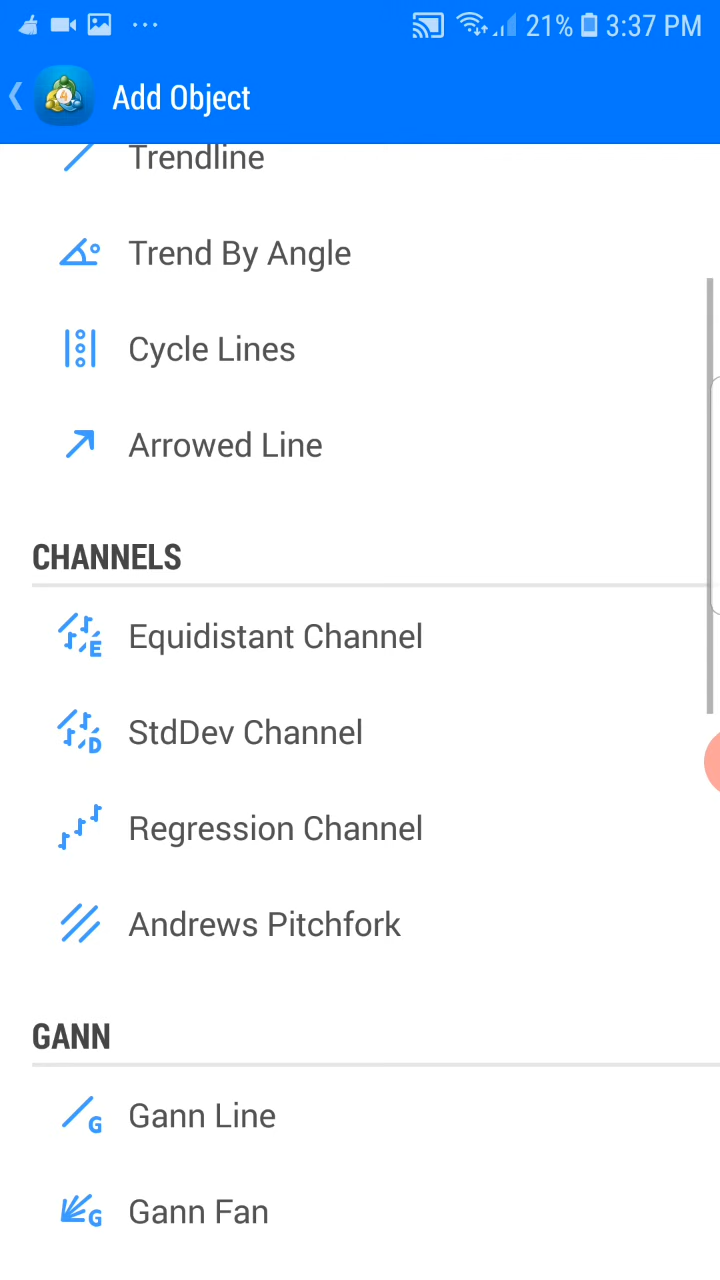 21% 3:37 PM
4
Add Object
Trendline
Trend By Angle
Cycle Lines
Arrowed Line
CHANNELS
E Equidistant Channel
D StdDev Channel
Regression Channel
Andrews Pitchfork
GANN
G Gann Line
G Gann Fan